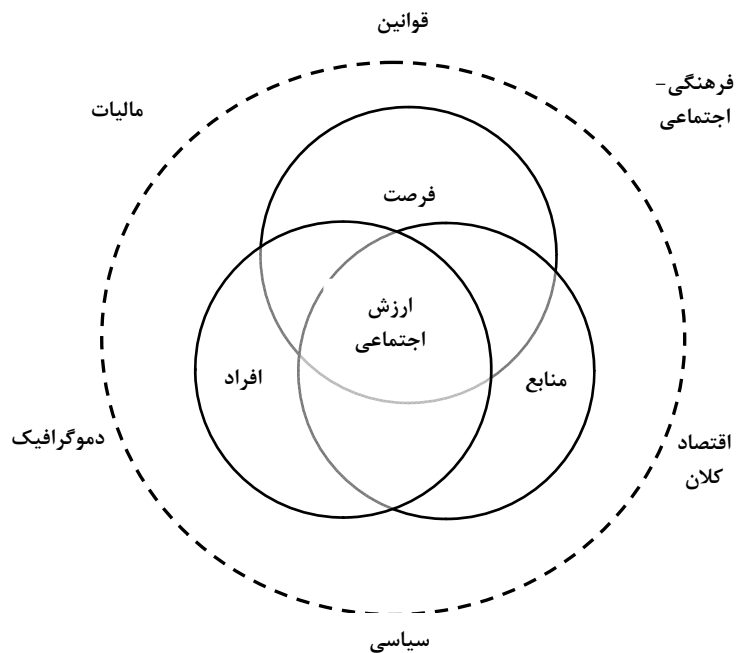 قوانین
فرهنگی-
اجتماعی
مالیات
فرصت
ارزش
اجتماعی
منابع
افراد
اقتصاد
کلان
دموگرافیک
سیاسی